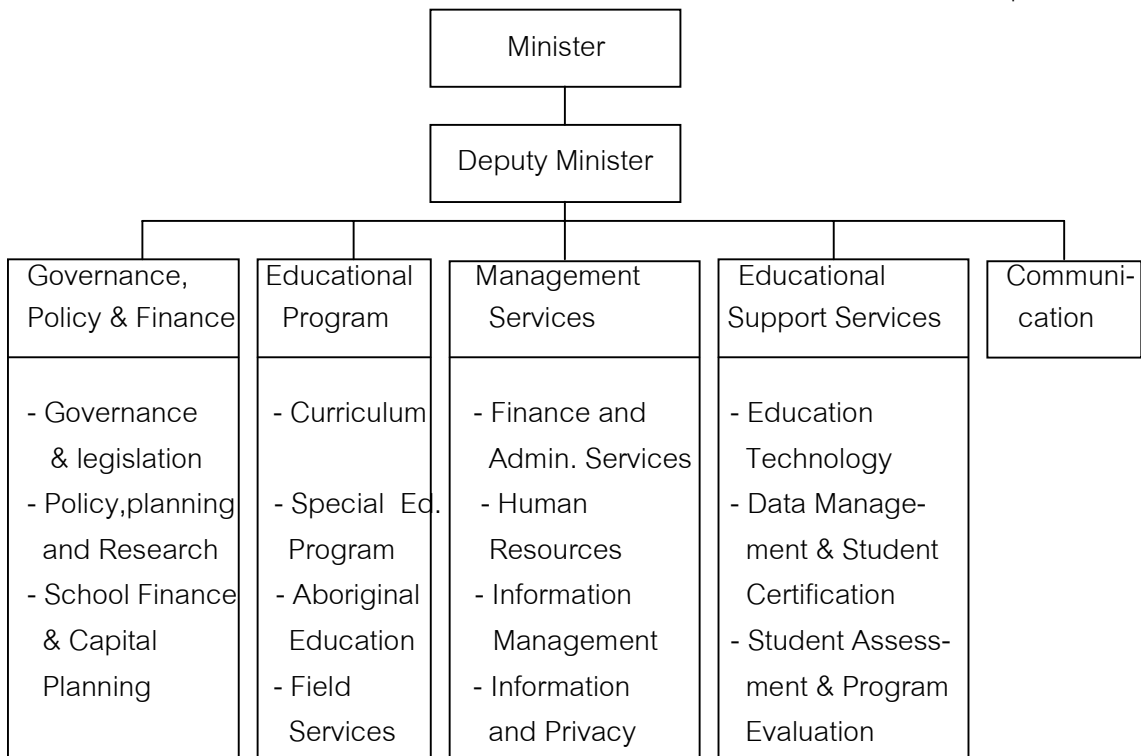 Minister
Deputy Minister
Governance,
Policy & Finance
- Governance
& legislation
- Policy,planning
and Research
- School Finance
& Capital
Planning
Educational
Program
- Curriculum
- Special Ed.
Program
- Aboriginal
Education
- Field
Services
Management
Services
- Finance and
Admin. Services
- Human
Resources
- Information
Management
- Information
and Privacy
Educational
Support Services
- Education
Technology
- Data Manage-
ment & Student
Certification
- Student Assess-
ment & Program
Evaluation
Communi-
cation